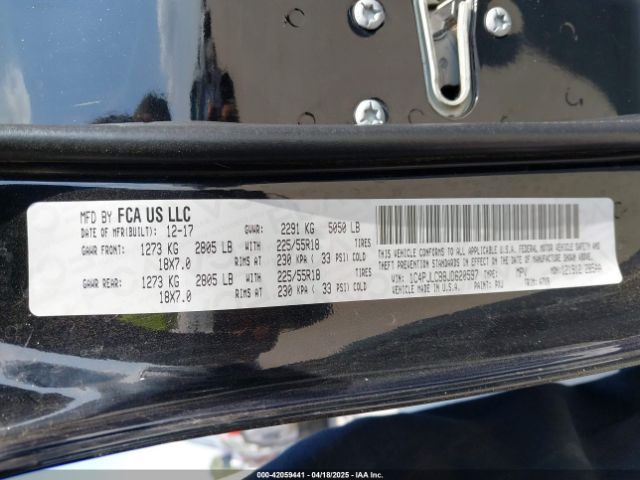 MFD BY FCA US LLC
DATE OF MFR(BUILT): 12-17 GVWR: 2291 KG 5050 LB
GAWR FRONT: 1273 KG 2805 LB WITH 225/55R18 TIRES
18X7.0 RIMS AT 230 KPA ( 33 PSI) COLD
GAWR REAR: 1273 KG 2805 LB WITH 225/55R18 TIRES
18X7.0 RIMS AT 230 KPA ( 33 PSI) COLD
THIS VEHICLE CONFORMS TO ALL APPLICABLE U.S.A. FEDERAL MOTOR VEHICLE SAFETY AND
THEFT PREVENTION STANDARDS IN EFFECT ON THE DATE OF MANUFACTURE SHOWN ABOVE.
VIN: TYPE: MPV MDH:
VEHICLE MADE IN U.S.A. PAINT: TRIM:
000-42059441 - 04/18/2025 - IAAI.com